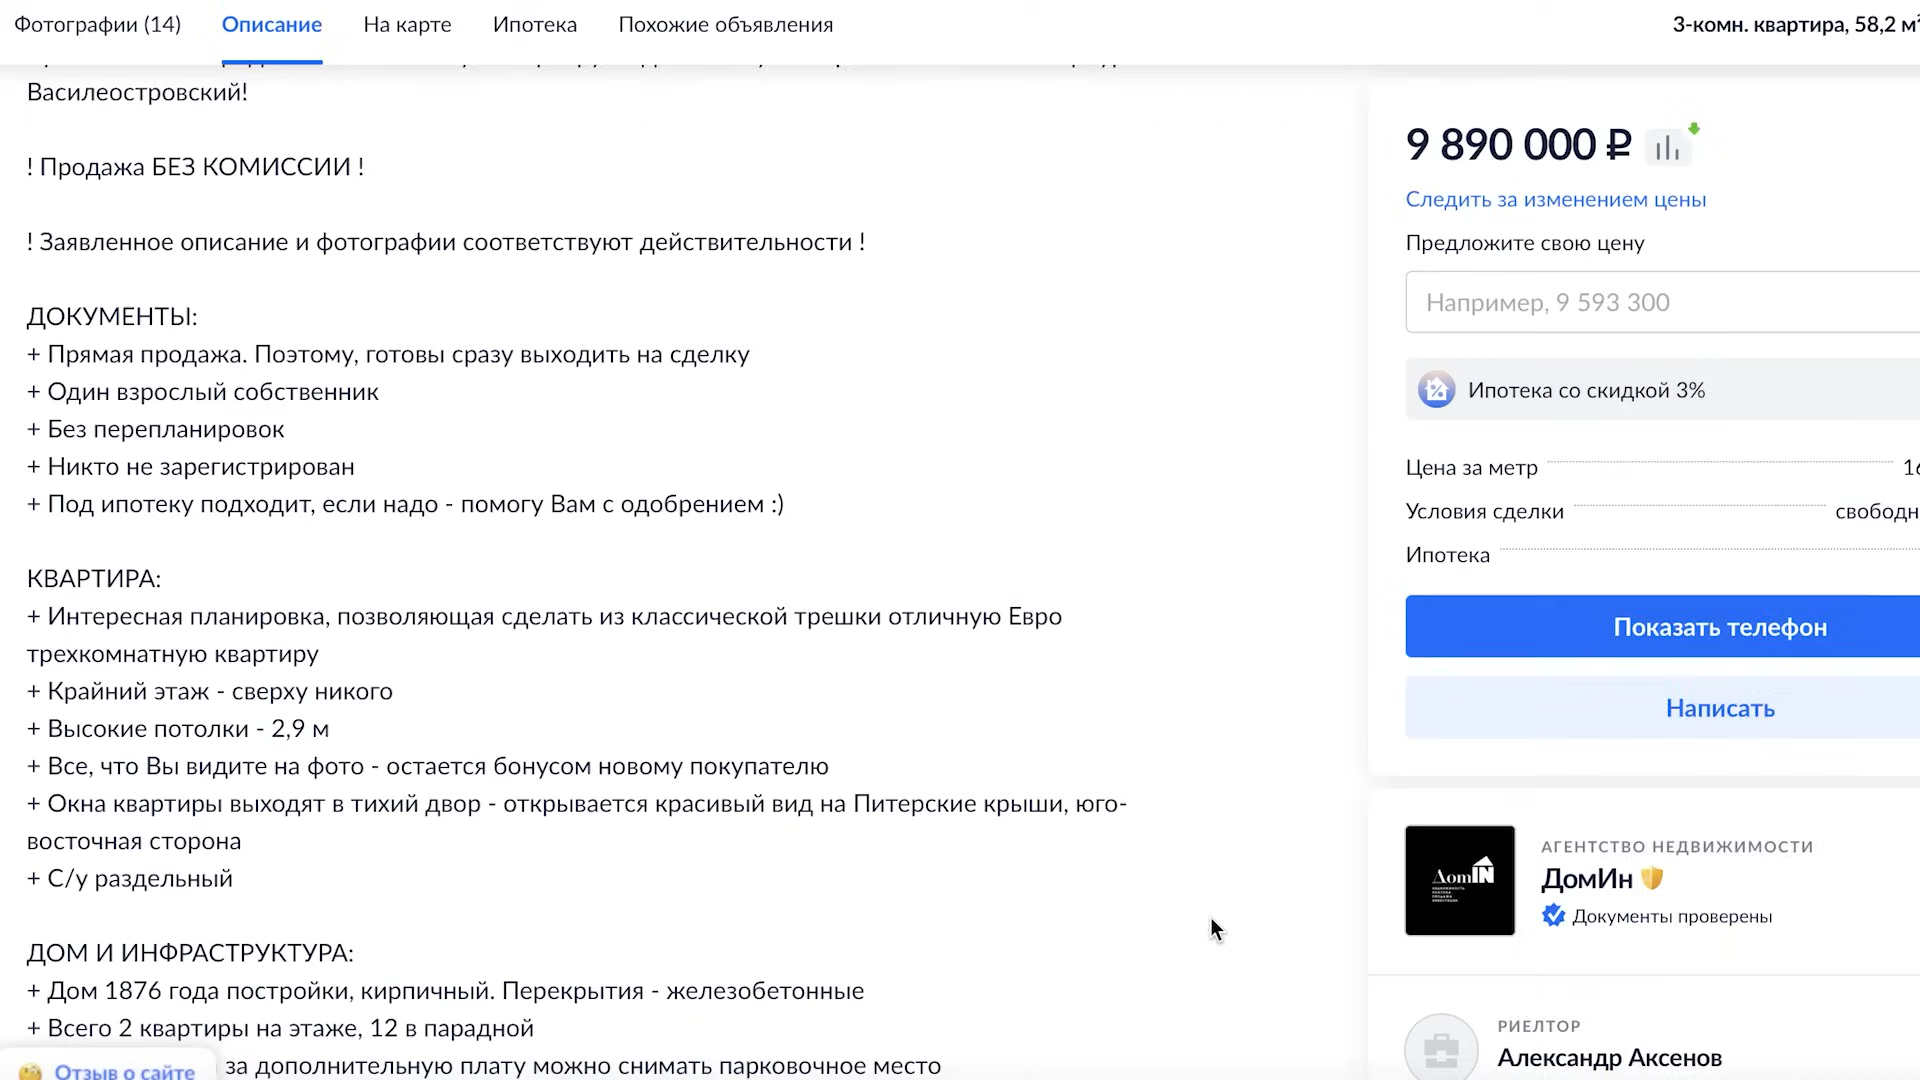 Фотографии (14) Описание На карте Ипотека Похожие объявления 3-комн. квартира, 58,2 м²
Василеостровский!
! Продажа БЕЗ КОМИССИИ !
! Заявленное описание и фотографии соответствуют действительности !
ДОКУМЕНТЫ:
+ Прямая продажа. Поэтому, готовы сразу выходить на сделку
+ Один взрослый собственник
+ Без перепланировок
+ Никто не зарегистрирован
+ Под ипотеку подходит, если надо - помогу Вам с одобрением :)
КВАРТИРА:
+ Интересная планировка, позволяющая сделать из классической трешки отличную Евро
трехкомнатную квартиру
+ Крайний этаж - сверху никого
+ Высокие потолки - 2,9 м
+ Все, что Вы видите на фото - остается бонусом новому покупателю
+ Окна квартиры выходят в тихий двор - открывается красивый вид на Питерские крыши, юго-
восточная сторона
+ С/у раздельный
ДОМ И ИНФРАСТРУКТУРА:
+ Дом 1876 года постройки, кирпичный. Перекрытия - железобетонные
+ Всего 2 квартиры на этаже, 12 в парадной
за дополнительную плату можно снимать парковочное место
Отзыв о сайте
9 890 000 ₽
Следить за изменением цены
Предложите свою цену
Например, 9 593 300
Ипотека со скидкой 3%
Цена за метр
Условия сделки свободн
Ипотека
Показать телефон
Написать
ДомIN
АГЕНТСТВО НЕДВИЖИМОСТИ
ДомИн
Документы проверены
РИЕЛТОР
Александр Аксенов